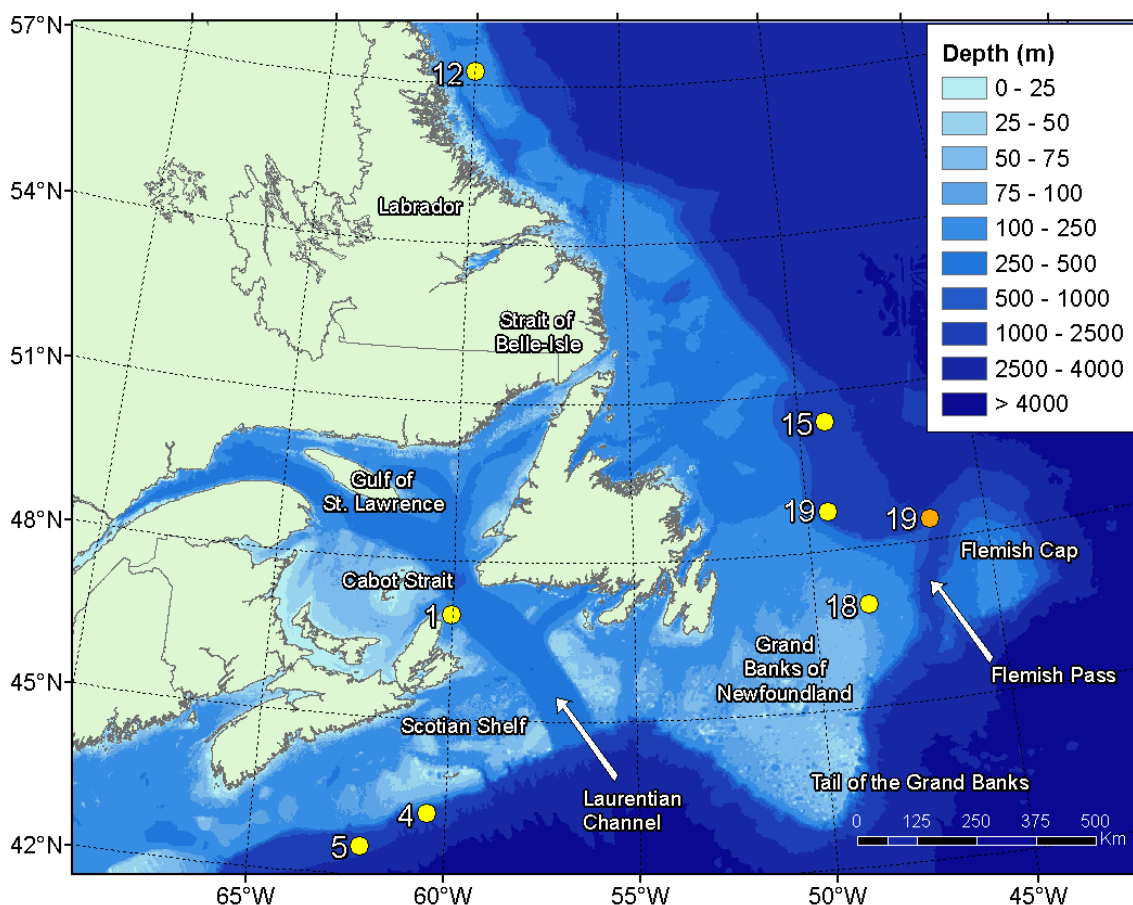 57°N
54°N
51°N
48°N
45°N
42°N
65°W
60°W
55°W
50°W
45°W
Depth (m)
0 - 25
25 - 50
50 - 75
75 - 100
100 - 250
250 - 500
500 - 1000
1000 - 2500
2500 - 4000
> 4000
12
Labrador
Strait of
Belle-Isle
15
Gulf of
St. Lawrence
19
19
Flemish Cap
Cabot Strait
1
18
Grand
Banks of
Newfoundland
Flemish Pass
Scotian Shelf
Tail of the Grand Banks
Laurentian
Channel
4
5
0 125 250 375 500
Km